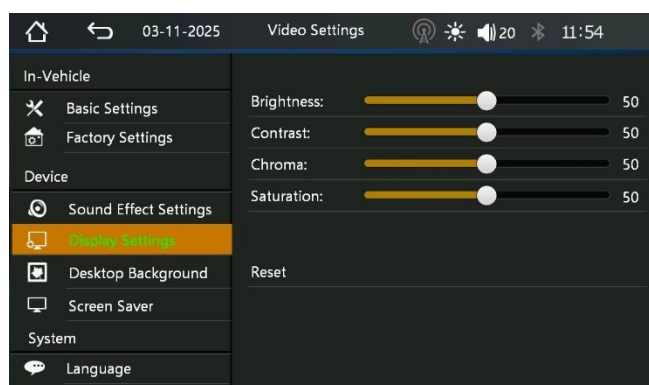 03-11-2025 Video Settings 20 11:54
In-Vehicle
Basic Settings
Factory Settings
Device
Sound Effect Settings
Display Settings
Desktop Background
Screen Saver
System
Language
Brightness: 50
Contrast: 50
Chroma: 50
Saturation: 50
Reset